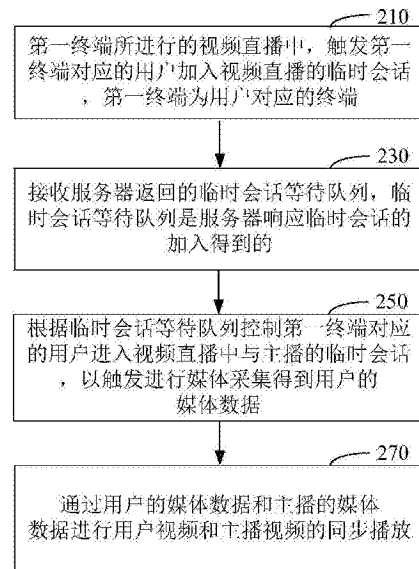 210
第一终端所进行的视频直播中，触发第一
终端对应的用户加入视频直播的临时会话
，第一终端为用户对应的终端
230
接收服务器返回的临时会话等待队列，临
时会话等待队列是服务器响应临时会话的
加入得到的
250
根据临时会话等待队列控制第一终端对应
的用户进入视频直播中与主播的临时会话
，以触发进行媒体采集得到用户的
媒体数据
270
通过用户的媒体数据和主播的媒体
数据进行用户视频和主播视频的同步播放